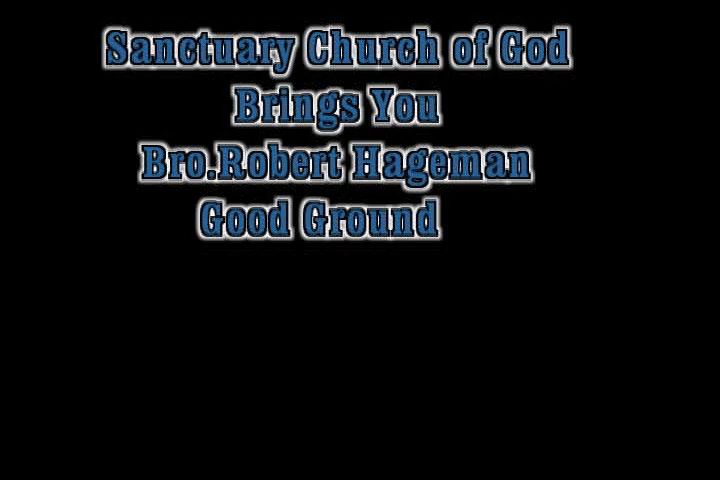 Sanctuary Church of God
Brings You
Bro.Robert Hageman
Good Ground